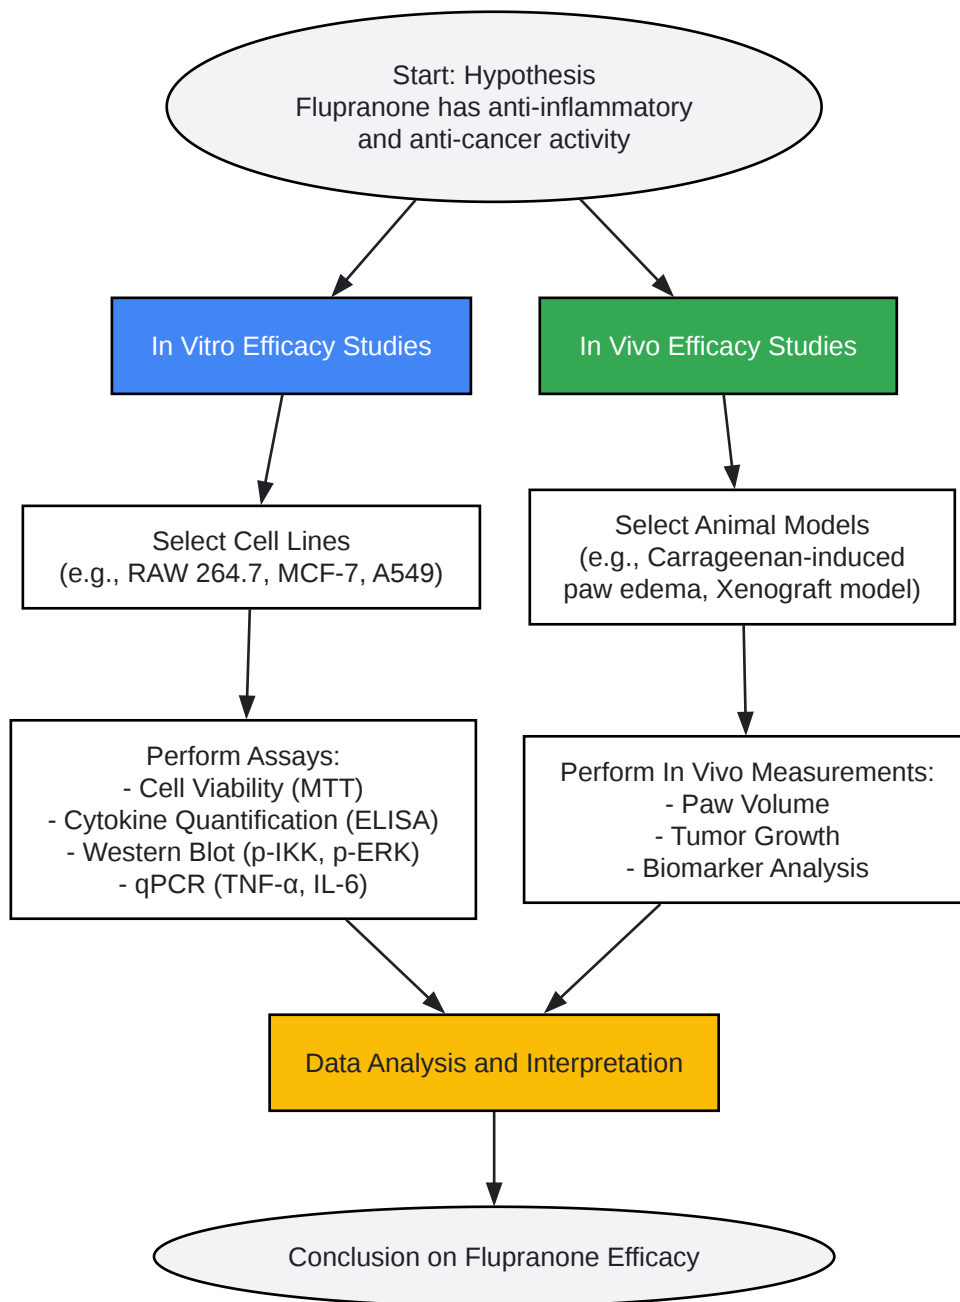 Start: Hypothesis
Flupranone has anti-inflammatory
and anti-cancer activity
In Vitro Efficacy Studies
In Vivo Efficacy Studies
Select Cell Lines
(e.g., RAW 264.7, MCF-7, A549)
Select Animal Models
(e.g., Carrageenan-induced
paw edema, Xenograft model)
Perform Assays:
- Cell Viability (MTT)
- Cytokine Quantification (ELISA)
- Western Blot (p-IKK, p-ERK)
- qPCR (TNF-α, IL-6)
Perform In Vivo Measurements:
- Paw Volume
- Tumor Growth
- Biomarker Analysis
Data Analysis and Interpretation
Conclusion on Flupranone Efficacy